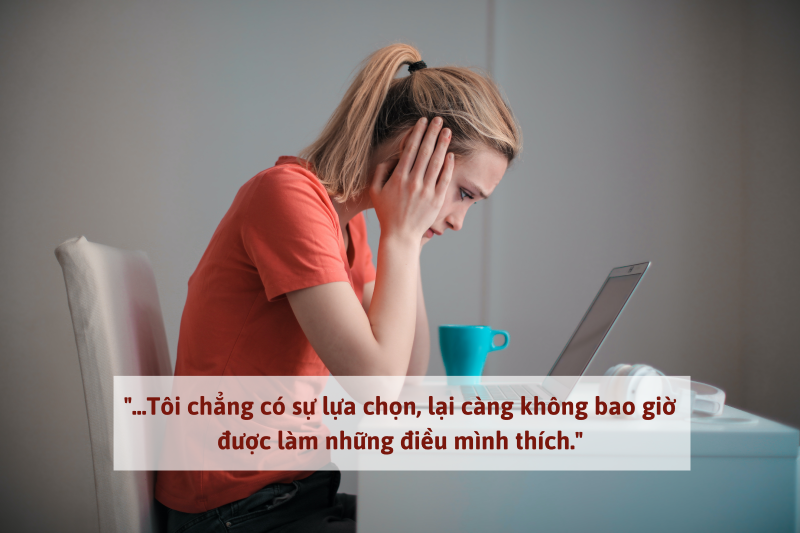 "...Tôi chẳng có sự lựa chọn, lại càng không bao giờ
được làm những điều mình thích."